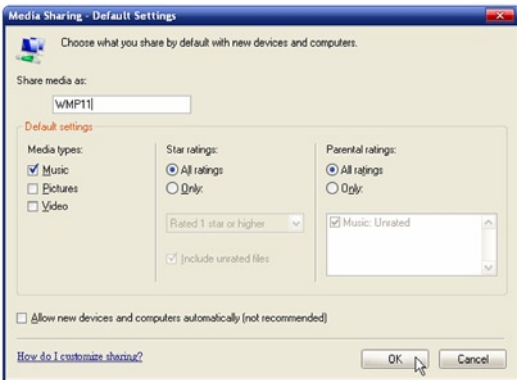 Media Sharing - Default Settings
Choose what you share by default with new devices and computers.
Share media as:
WMP11
Default settings
Media types:
Music
Pictures
Video
Star ratings:
All ratings
Only:
Rated 1 star or higher
Include unrated files
Parental ratings:
All ratings
Only:
Music: Unrated
Allow new devices and computers automatically (not recommended)
How do I customize sharing?
OK
Cancel